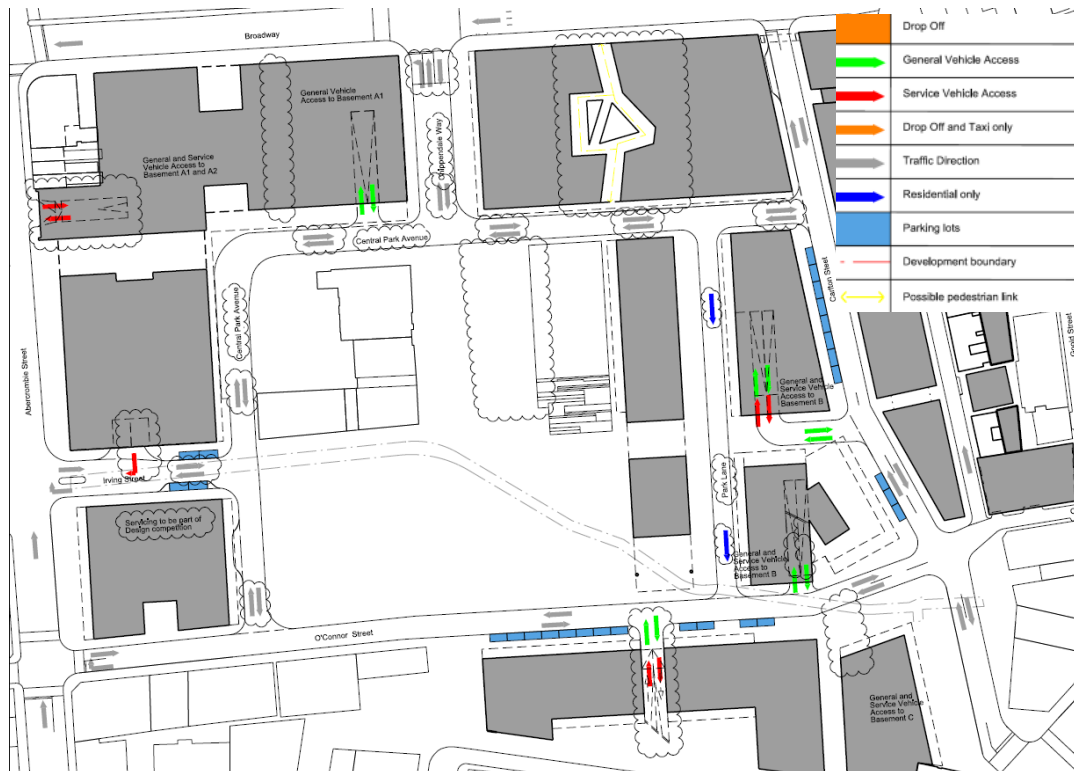 Broadway
Drop Off
General Vehicle Access
Service Vehicle Access
Drop Off and Taxi only
Traffic Direction
Residential only
Parking lots
Development boundary
Possible pedestrian link
General Vehicle
Access to Basement A1
General and Service
Vehicle Access to
Basement A1 and A2
Chippendale Way
Central Park Avenue
Central Park Avenue
Carlton Street
Goold Street
Abercrombie Street
General and
Service Vehicle
Access to
Basement B
Irving Street
Park Lane
Servicing to be part of
Design competition
General and
Service Vehicle
Access to
Basement B
O'Connor Street
General and
Service Vehicle
Access to
Basement C